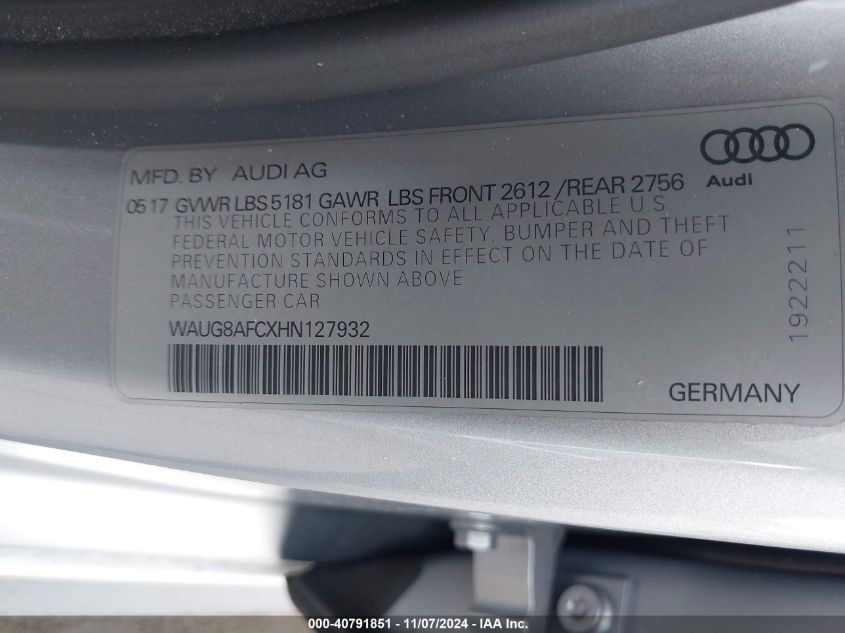 MFD. BY AUDI AG
Audi
05 17 GVWR LBS 5181 GAWR LBS FRONT 2612 /REAR 2756
THIS VEHICLE CONFORMS TO ALL APPLICABLE U.S.
FEDERAL MOTOR VEHICLE SAFETY, BUMPER AND THEFT
PREVENTION STANDARDS IN EFFECT ON THE DATE OF
MANUFACTURE SHOWN ABOVE
PASSENGER CAR
WAUG8AFCXHN127932
1922211
GERMANY
000-40791851 - 11/07/2024 - IAA Inc.